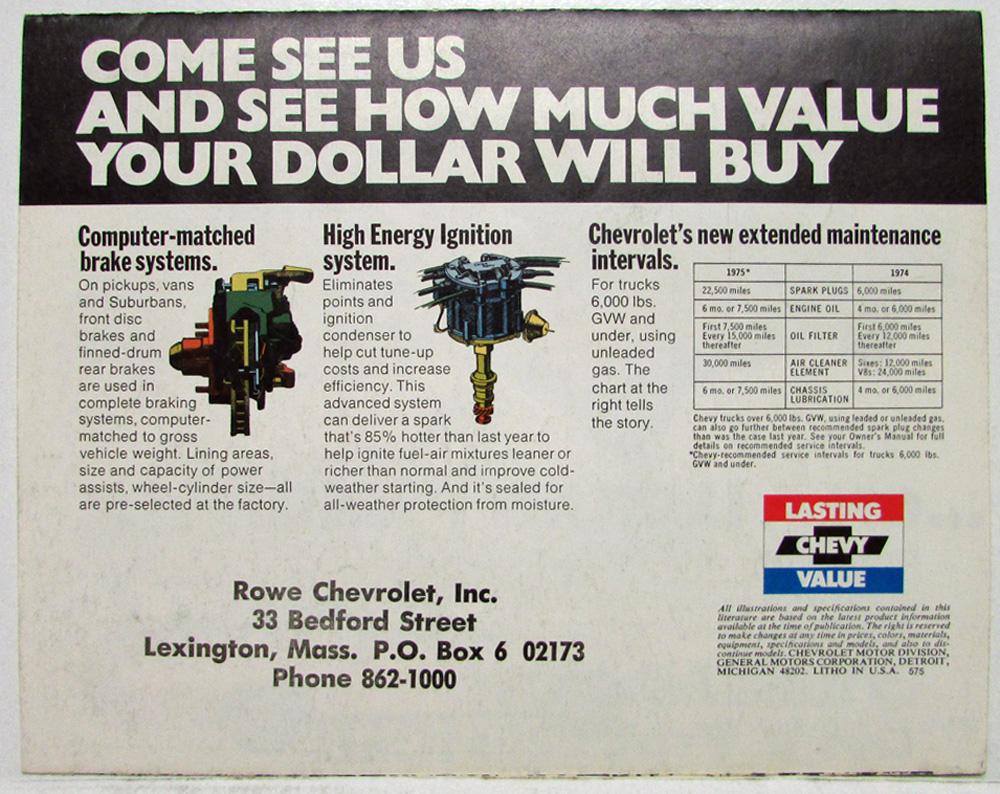 COME SEE US
AND SEE HOW MUCH VALUE
YOUR DOLLAR WILL BUY
Computer-matched
brake systems.
On pickups, vans
and Suburbans,
front disc
brakes and
finned-drum
rear brakes
are used in
complete braking
systems, computer-
matched to gross
vehicle weight. Lining areas,
size and capacity of power
assists, wheel-cylinder size—all
are pre-selected at the factory.
High Energy Ignition
system.
Eliminates
points and
ignition
condenser to
help cut tune-up
costs and increase
efficiency. This
advanced system
can deliver a spark
that's 85% hotter than last year to
help ignite fuel-air mixtures leaner or
richer than normal and improve cold-
weather starting. And it's sealed for
all-weather protection from moisture.
Chevrolet's new extended maintenance
intervals.
For trucks
6,000 lbs.
GVW and
under, using
unleaded
gas. The
chart at the
right tells
the story.
1975* 1974
22,500 miles SPARK PLUGS 6,000 miles
6 mo. or 7,500 miles ENGINE OIL 4 mo. or 6,000 miles
First 7,500 miles First 6,000 miles
Every 15,000 miles OIL FILTER Every 12,000 miles
thereafter thereafter
30,000 miles AIR CLEANER Sixes: 12,000 miles
ELEMENT V8s: 24,000 miles
6 mo. or 7,500 miles CHASSIS 4 mo. or 6,000 miles
LUBRICATION
Chevy trucks over 6,000 lbs. GVW, using leaded or unleaded gas,
can also go further between recommended spark plug changes
than was the case last year. See your Owner's Manual for full
details on recommended service intervals.
*Chevy-recommended service intervals for trucks 6,000 lbs.
GVW and under.
LASTING
CHEVY
VALUE
All illustrations and specifications contained in this
literature are based on the latest product information
available at the time of publication. The right is reserved
to make changes at any time in prices, colors, materials,
equipment, specifications and models, and also to dis-
continue models. CHEVROLET MOTOR DIVISION,
GENERAL MOTORS CORPORATION, DETROIT,
MICHIGAN 48202. LITHO IN U.S.A. 575
Rowe Chevrolet, Inc.
33 Bedford Street
Lexington, Mass. P.O. Box 6 02173
Phone 862-1000